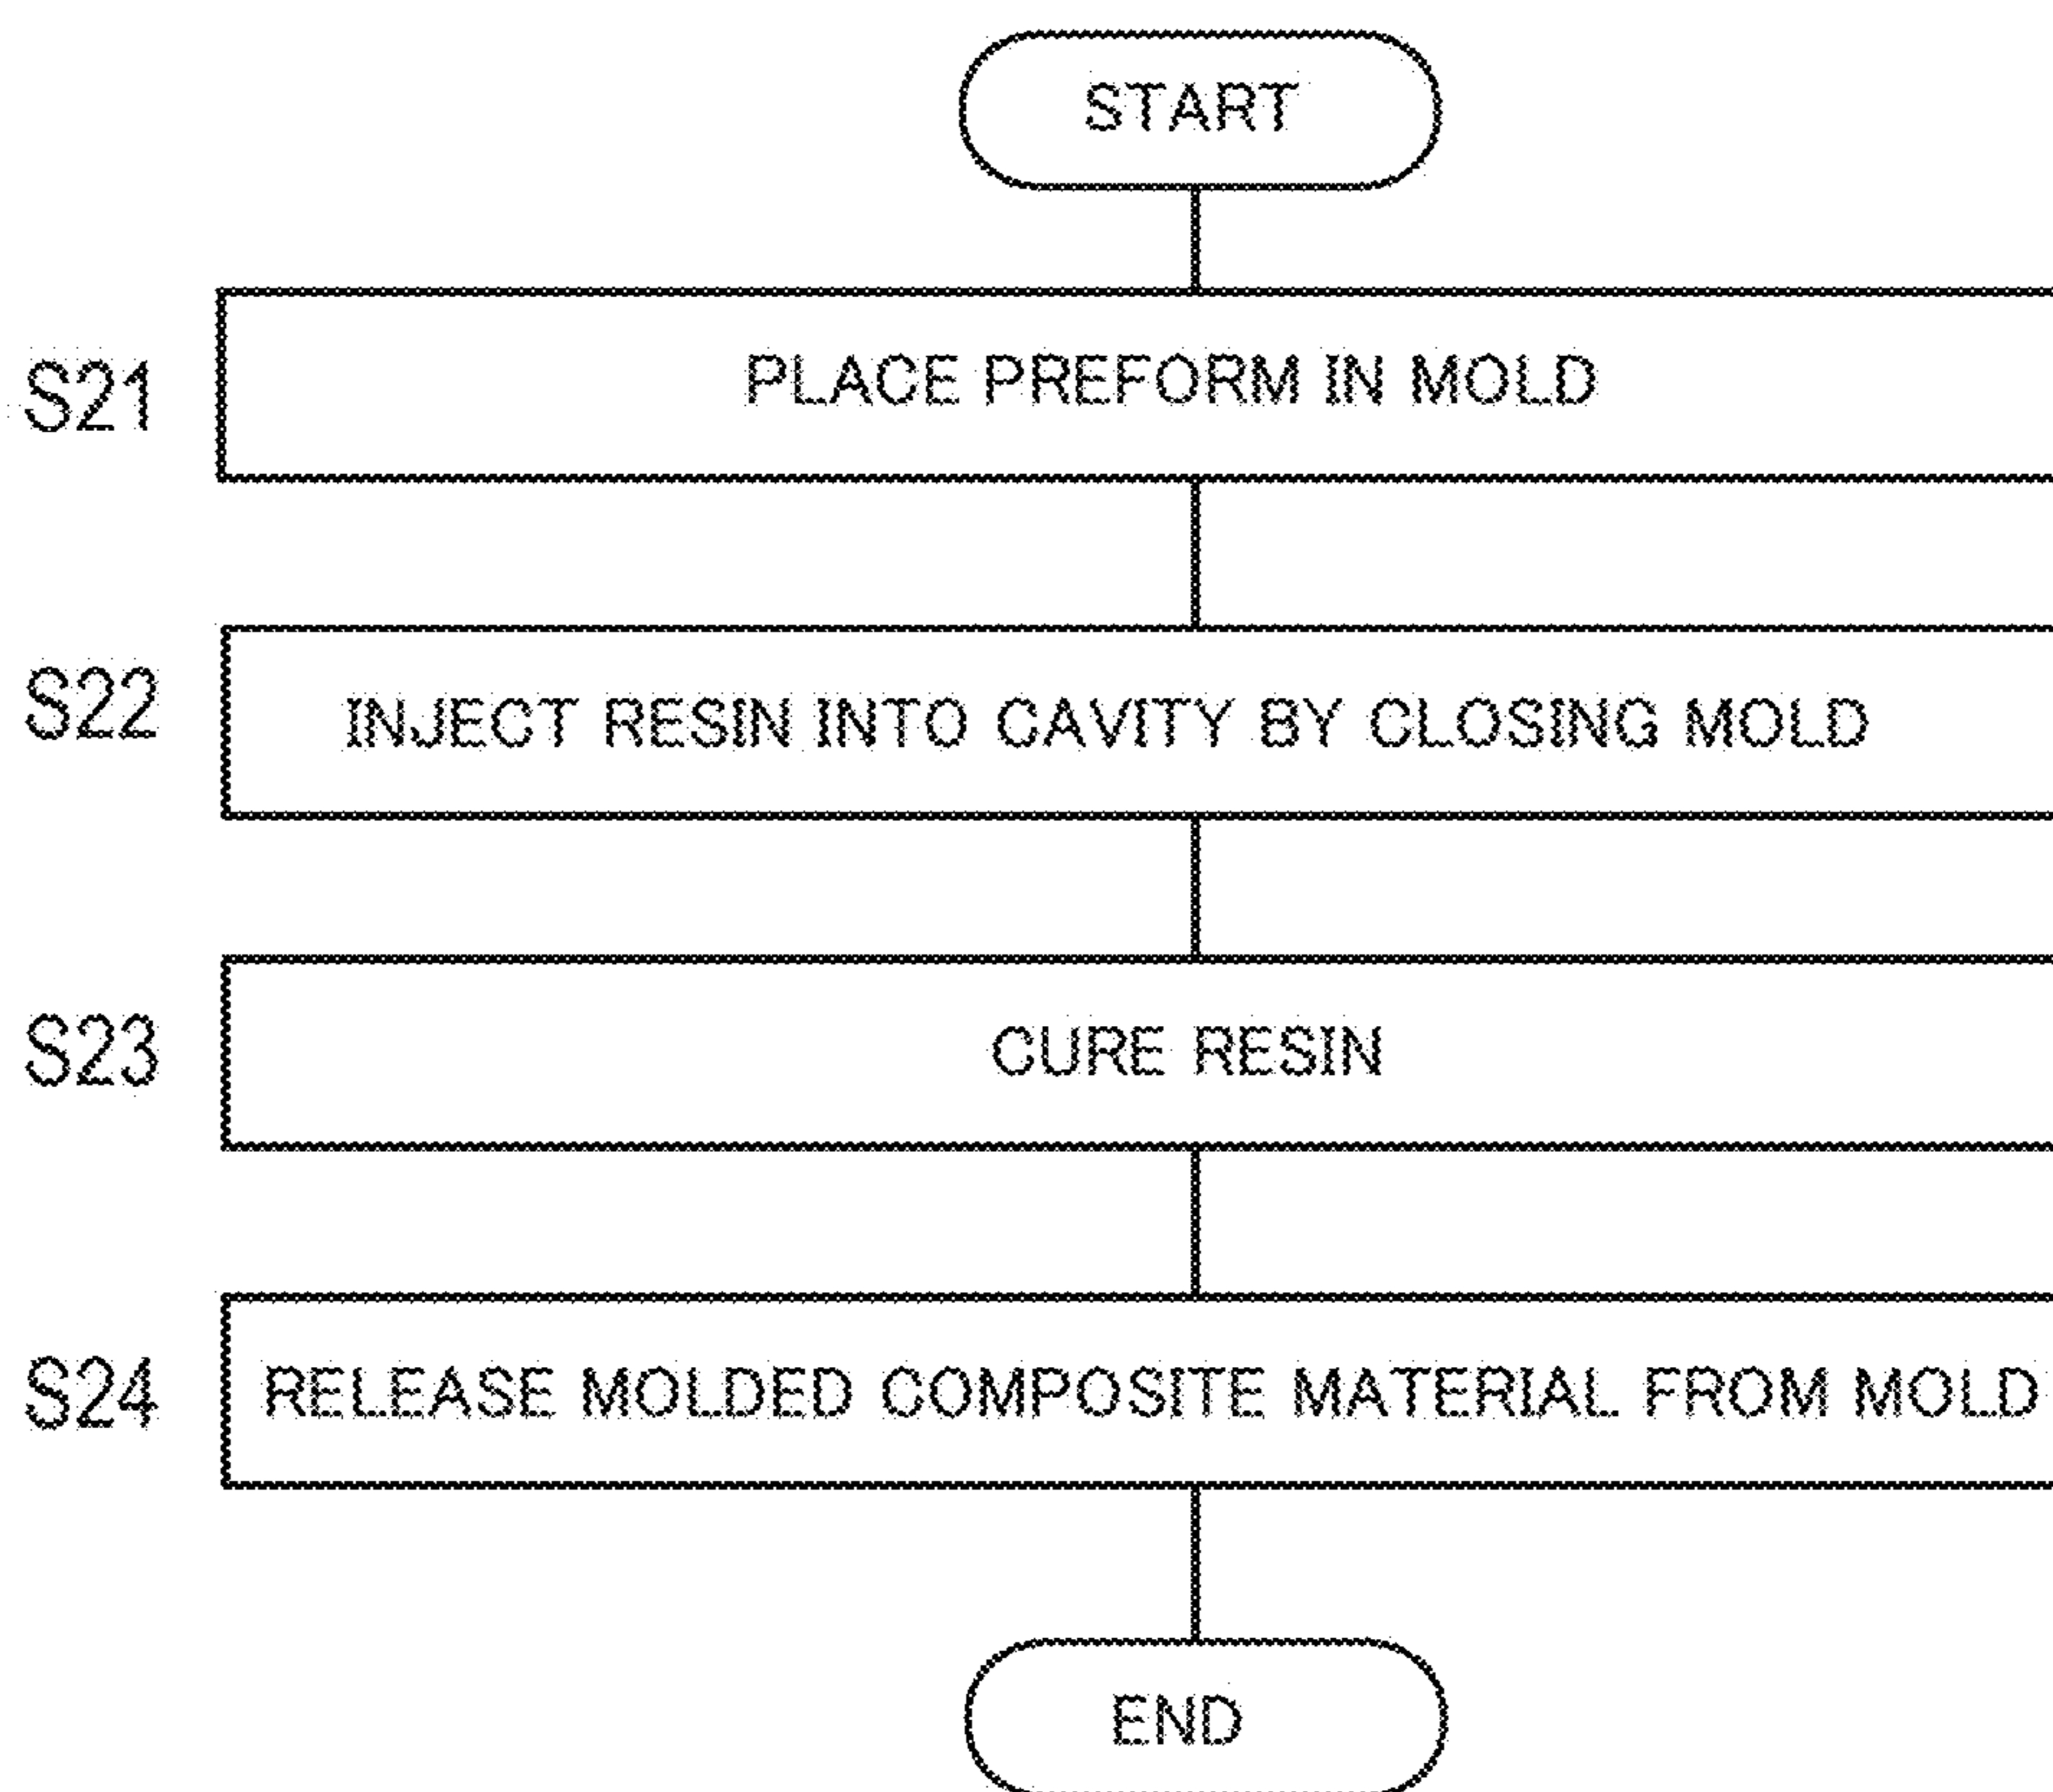 START
S21
PLACE PREFORM IN MOLD
S22
INJECT RESIN INTO CAVITY BY CLOSING MOLD
S23
CURE RESIN
S24
RELEASE MOLDED COMPOSITE MATERIAL FROM MOLD
END